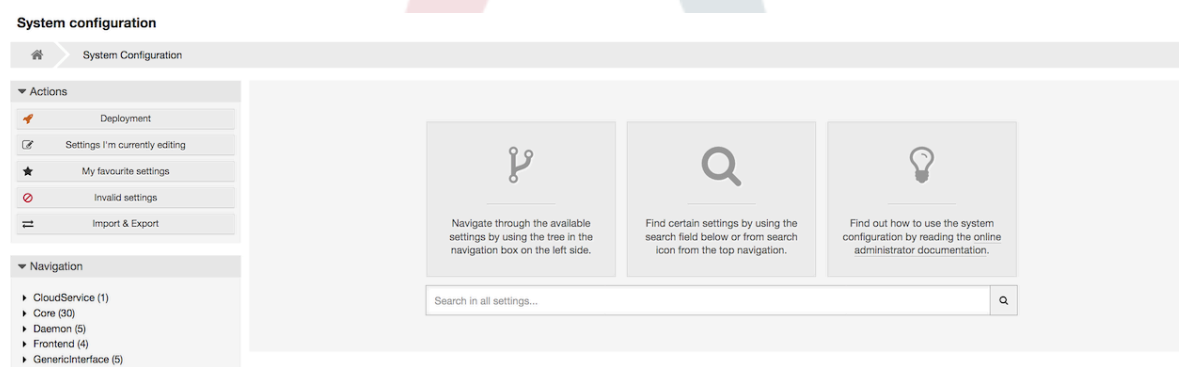 System configuration
System Configuration
Actions
Deployment
Settings I'm currently editing
My favourite settings
Invalid settings
Import & Export
Navigation
CloudService (1)
Core (30)
Daemon (5)
Frontend (4)
GenericInterface (5)
Navigate through the available
settings by using the tree in the
navigation box on the left side.
Find certain settings by using the
search field below or from search
icon from the top navigation.
Find out how to use the system
configuration by reading the online
administrator documentation.
Search in all settings...